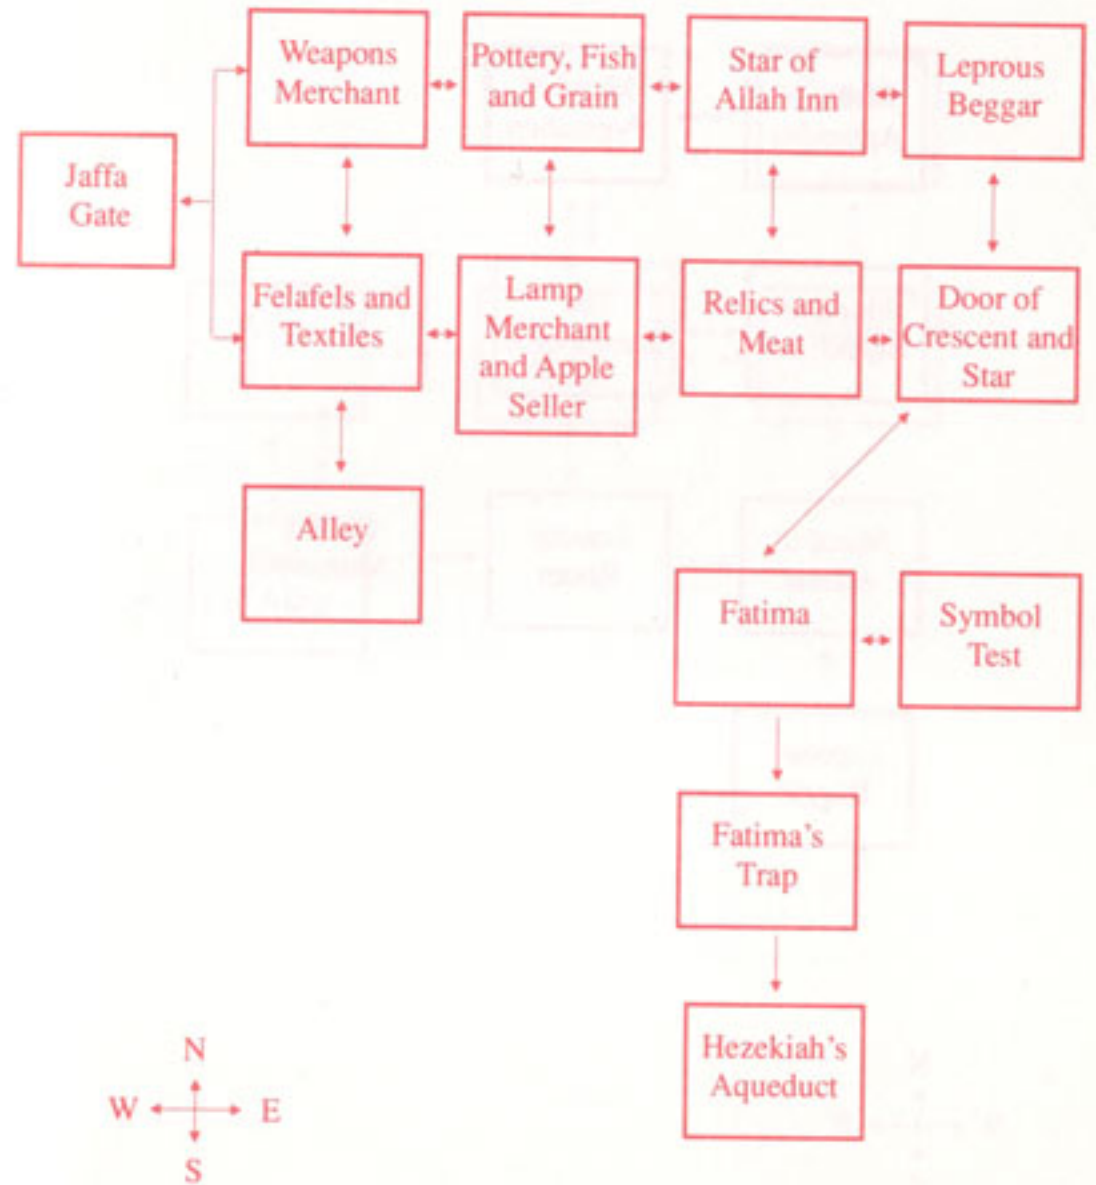 Weapons
Merchant
Pottery, Fish
and Grain
Star of
Allah Inn
Leprous
Beggar
Jaffa
Gate
Felafels and
Textiles
Lamp
Merchant
and Apple
Seller
Relics and
Meat
Door of
Crescent and
Star
Alley
Fatima
Symbol
Test
Fatima's
Trap
Hezekiah's
Aqueduct
N
W
E
S